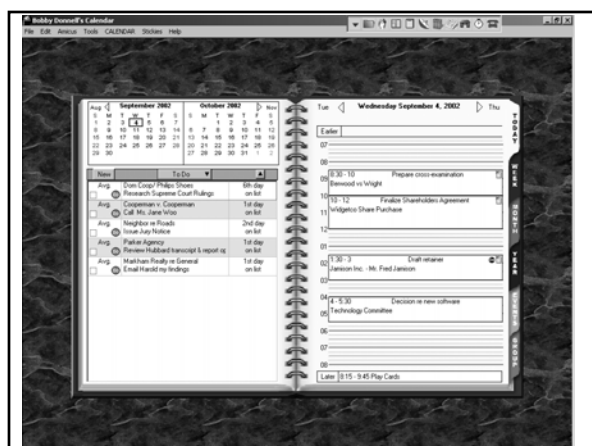 Bobby Donnell's Calendar
File Edit Amicus Tools CALENDAR Stickies Help
Aug September 2002 October 2002 Nov
S M T W T F S S M T W T F S
1 2 3 4 5 6 7 1 2 3 4 5
8 9 10 11 12 13 14 6 7 8 9 10 11 12
15 16 17 18 19 20 21 13 14 15 16 17 18 19
22 23 24 25 26 27 28 20 21 22 23 24 25 26
29 30 27 28 29 30 31 1 2
New To Do
Avg. Dom Coop/ Philips Shoes 6th day
Research Supreme Court Rulings on list
Avg. Cooperman v. Cooperman 1st day
Call Ms. Jane Woo on list
Avg. Neighbor re Roads 2nd day
Issue Jury Notice on list
Avg. Parker Agency 1st day
Review Hubbard transcript & report op on list
Avg. Markham Realty re General 1st day
Email Harold my findings on list
Tue Wednesday September 4, 2002 Thu
Earlier
07
08
09 8:30 - 10 Prepare cross-examination
Benwood vs Wright
10 10 - 12 Finalize Shareholders Agreement
11 Widgetco Share Purchase
12
01
02 1:30 - 3 Draft retainer
03 Jamison Inc. - Mr. Fred Jamison
04 4 - 5:30 Decision re new software
05 Technology Committee
06
07
08
Later 8:15 - 9:45 Play Cards
TODAY
WEEK
MONTH
YEAR
EVENTS
GROUP